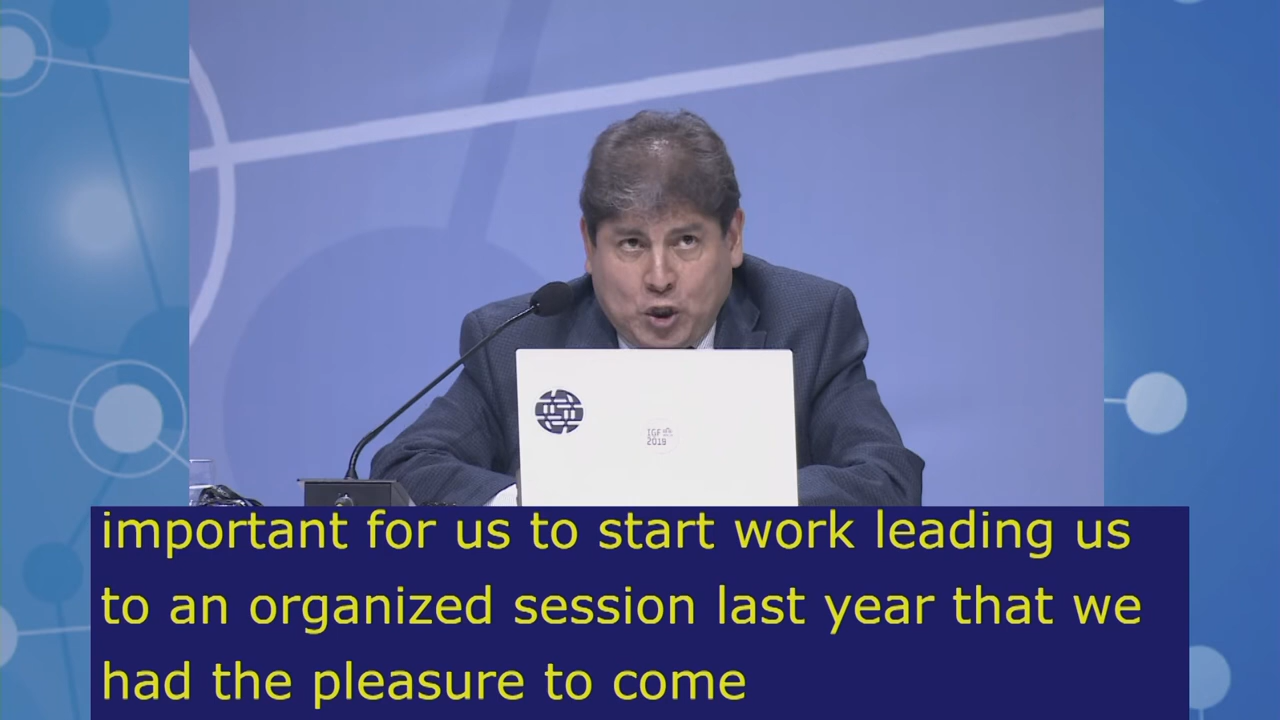 IGF
2019
important for us to start work leading us
to an organized session last year that we
had the pleasure to come